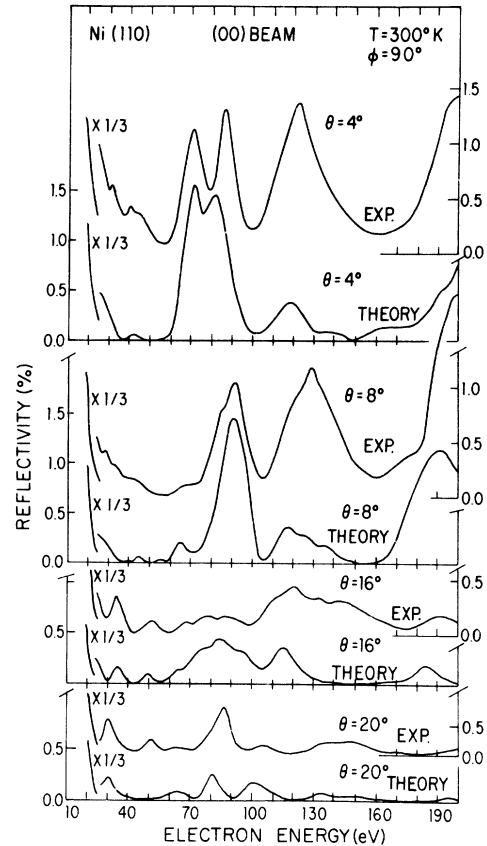 Ni (110) (00) BEAM T=300°K
ϕ=90°
1.5
X 1/3 θ=4°
1.0
1.5 EXP. 0.5
1.0 X 1/3 0.0
θ=4°
0.5 THEORY
0.0
X 1/3 θ=8° 1.0
1.5
EXP. 0.5
1.0
X 1/3 0.0
0.5 θ=8°
THEORY
0.0
X 1/3 θ=16° 0.5
EXP.
0.5 X 1/3 θ=16° 0.0
THEORY
0.0
X 1/3 θ=20° EXP. 0.5
0.5 X 1/3 0.0
θ=20° THEORY
0.0
10 40 70 100 130 160 190
ELECTRON ENERGY (eV)
REFLECTIVITY (%)